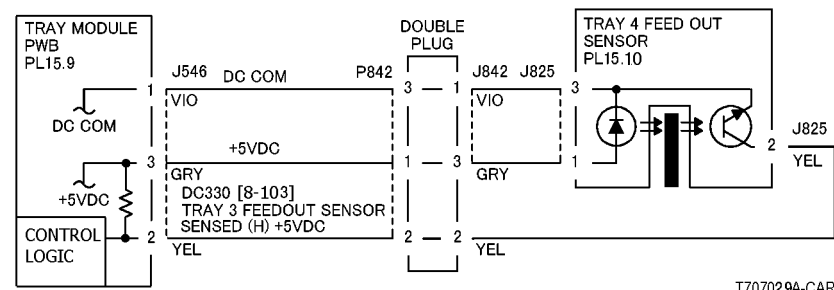 TRAY MODULE
PWB
PL15.9
DOUBLE
PLUG
TRAY 4 FEED OUT
SENSOR
PL15.10
1 J546 DC COM P842 3 1 J842 J825 3
VIO VIO
DC COM
J825
2
YEL
3 +5VDC 1 3 1
GRY GRY
+5VDC
DC330 [8-103]
TRAY 3 FEEDOUT SENSOR
SENSED (H) +5VDC
CONTROL
LOGIC
2 2 2
YEL YEL
T707029A-CAR